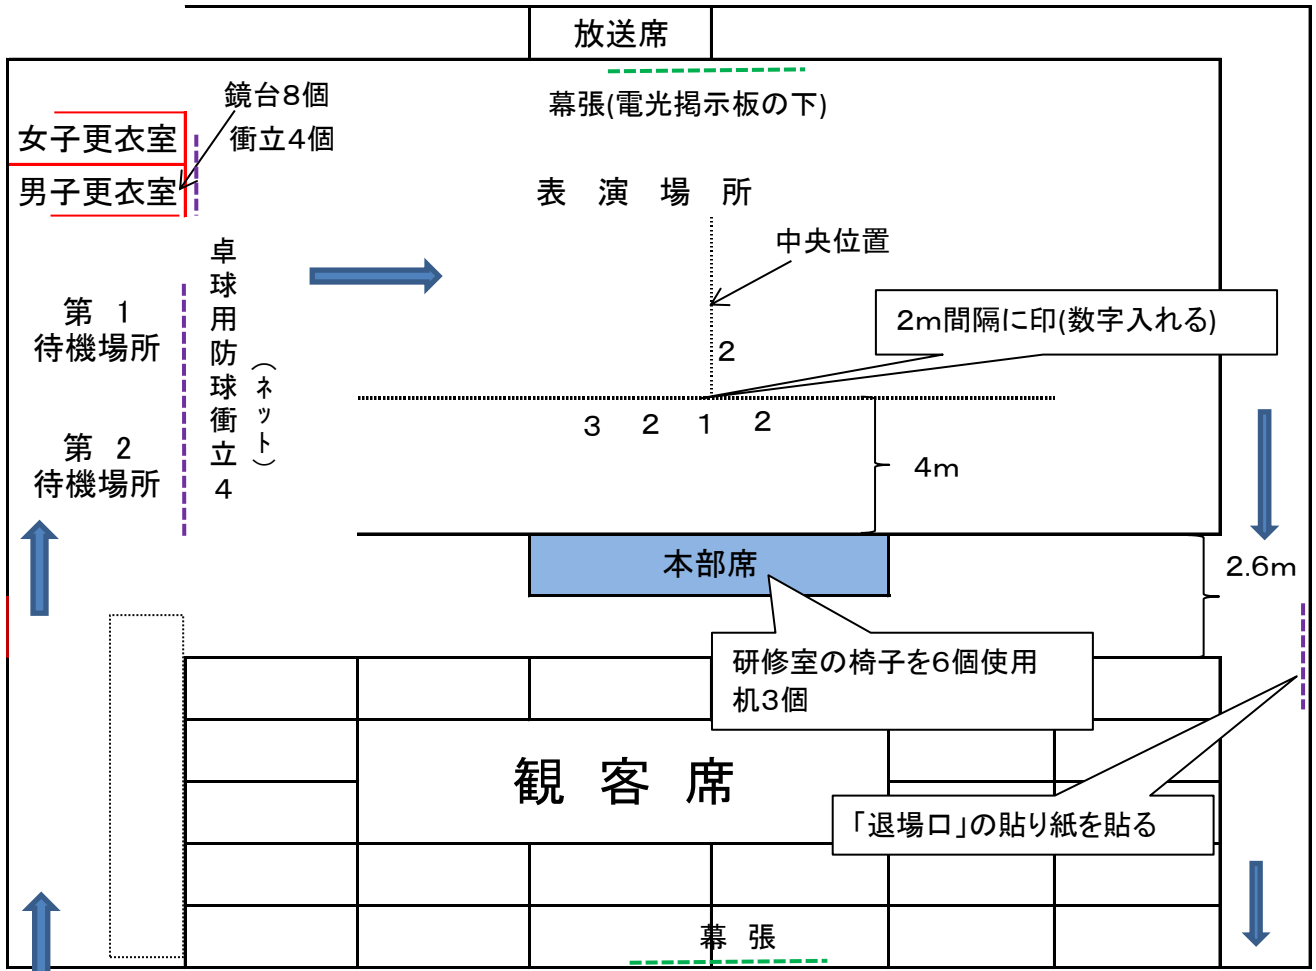 放送席
鏡台８個
衝立４個
幕張(電光掲示板の下)
女子更衣室
男子更衣室
表　演　場　所
中央位置
卓球用防球衝立４
（ネット）
第　１
待機場所
2ｍ間隔に印(数字入れる)
２
３　２　１　２
第　２
待機場所
４ｍ
本部席
２.６ｍ
研修室の椅子を６個使用
机３個
観　客　席
「退場口」の貼り紙を貼る
幕　張